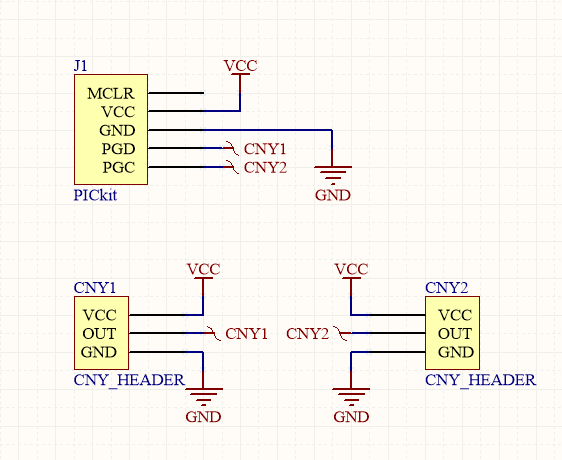 J1
VCC
MCLR
VCC
GND
PGD
CNY1
PGC
CNY2
PICkit
GND
VCC
VCC
CNY1
CNY2
VCC
VCC
OUT
CNY1
CNY2
OUT
GND
GND
CNY_HEADER
CNY_HEADER
GND
GND